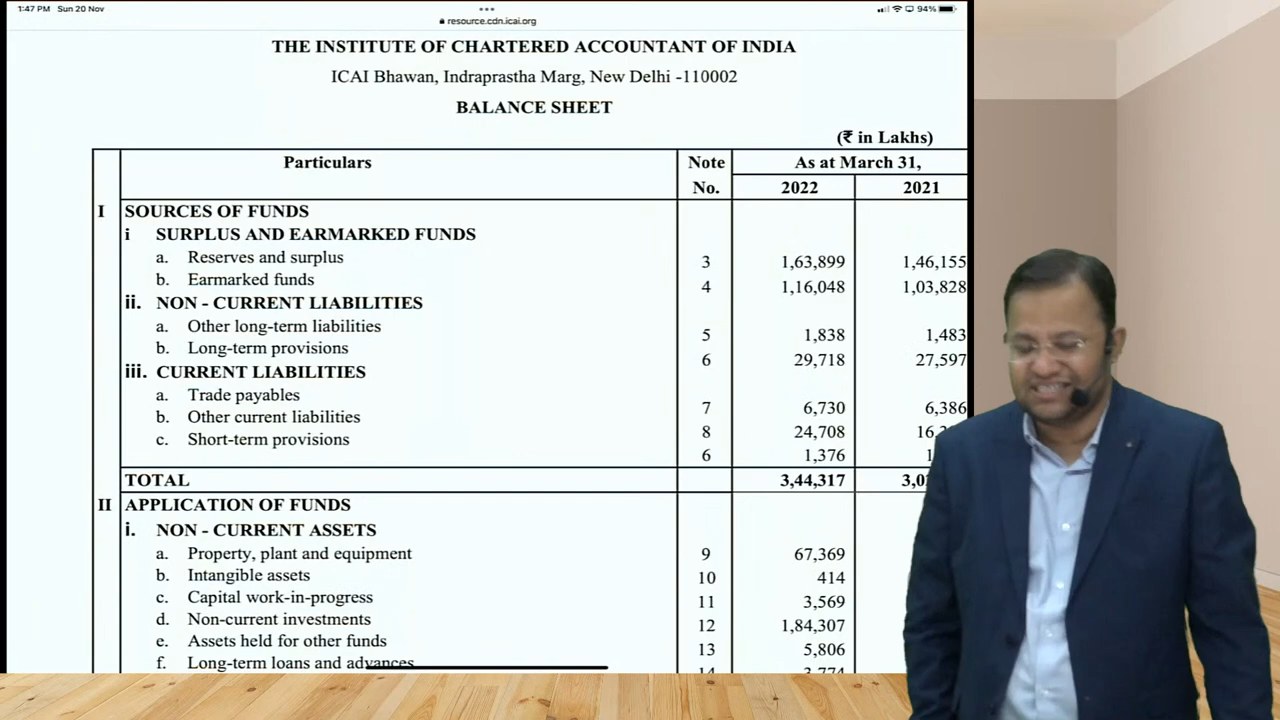 1:47 PM Sun 20 Nov
94%
resource.cdn.icai.org
THE INSTITUTE OF CHARTERED ACCOUNTANT OF INDIA
ICAI Bhawan, Indraprastha Marg, New Delhi -110002
BALANCE SHEET
(₹ in Lakhs)
Particulars Note No. As at March 31,
2022 2021
I SOURCES OF FUNDS
i SURPLUS AND EARMARKED FUNDS
a. Reserves and surplus 3 1,63,899 1,46,155
b. Earmarked funds 4 1,16,048 1,03,828
ii. NON - CURRENT LIABILITIES
a. Other long-term liabilities 5 1,838 1,483
b. Long-term provisions 6 29,718 27,597
iii. CURRENT LIABILITIES
a. Trade payables 7 6,730 6,386
b. Other current liabilities 8 24,708
c. Short-term provisions 6 1,376
TOTAL 3,44,317
II APPLICATION OF FUNDS
i. NON - CURRENT ASSETS
a. Property, plant and equipment 9 67,369
b. Intangible assets 10 414
c. Capital work-in-progress 11 3,569
d. Non-current investments 12 1,84,307
e. Assets held for other funds 13 5,806
f. Long-term loans and advances 14 3,774